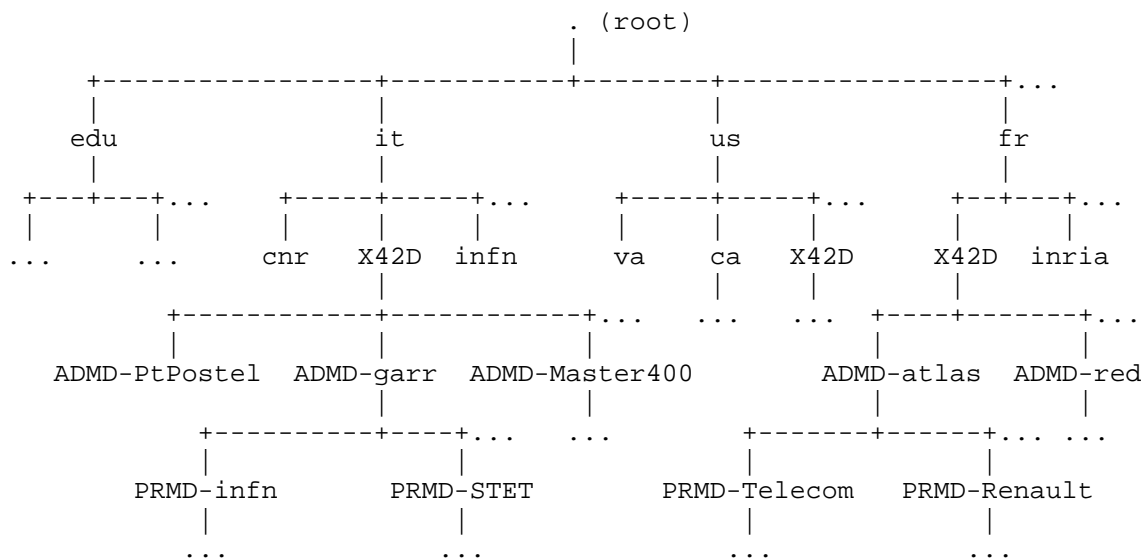 . (root)
|
+-----------------+-----------+--------+-----------------+...
| | | |
edu it us fr
| | | |
+---+---+... +-----+-----+... +-----+-----+... +--+---+...
| | | | | | | | | |
... ... cnr X42D infn va ca X42D X42D inria
| | | |
+------------+------------+... ... ... +----+-------+...
| | | | |
ADMD-PtPostel ADMD-garr ADMD-Master400 ADMD-atlas ADMD-red
| | | |
+----------+----+... ... +-------+------+... ...
| | | |
PRMD-infn PRMD-STET PRMD-Telecom PRMD-Renault
| | | |
... ... ... ...